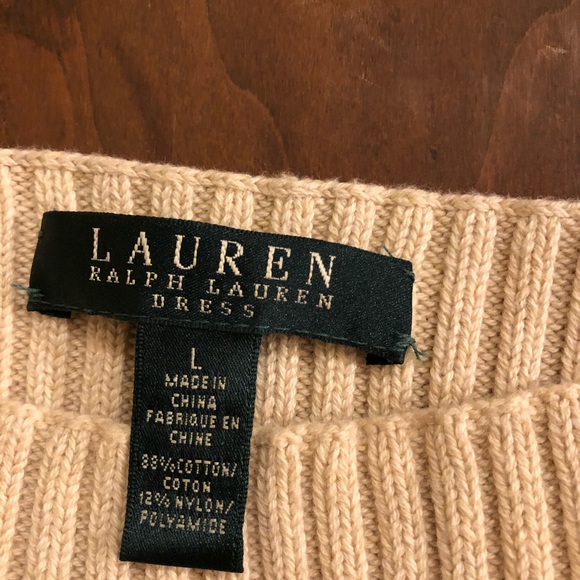 LAUREN
RALPH LAUREN
DRESS
L
MADE IN
CHINA
FABRIQUE EN
CHINE
88% COTTON/
COTON
12% NYLON/
POLYAMIDE